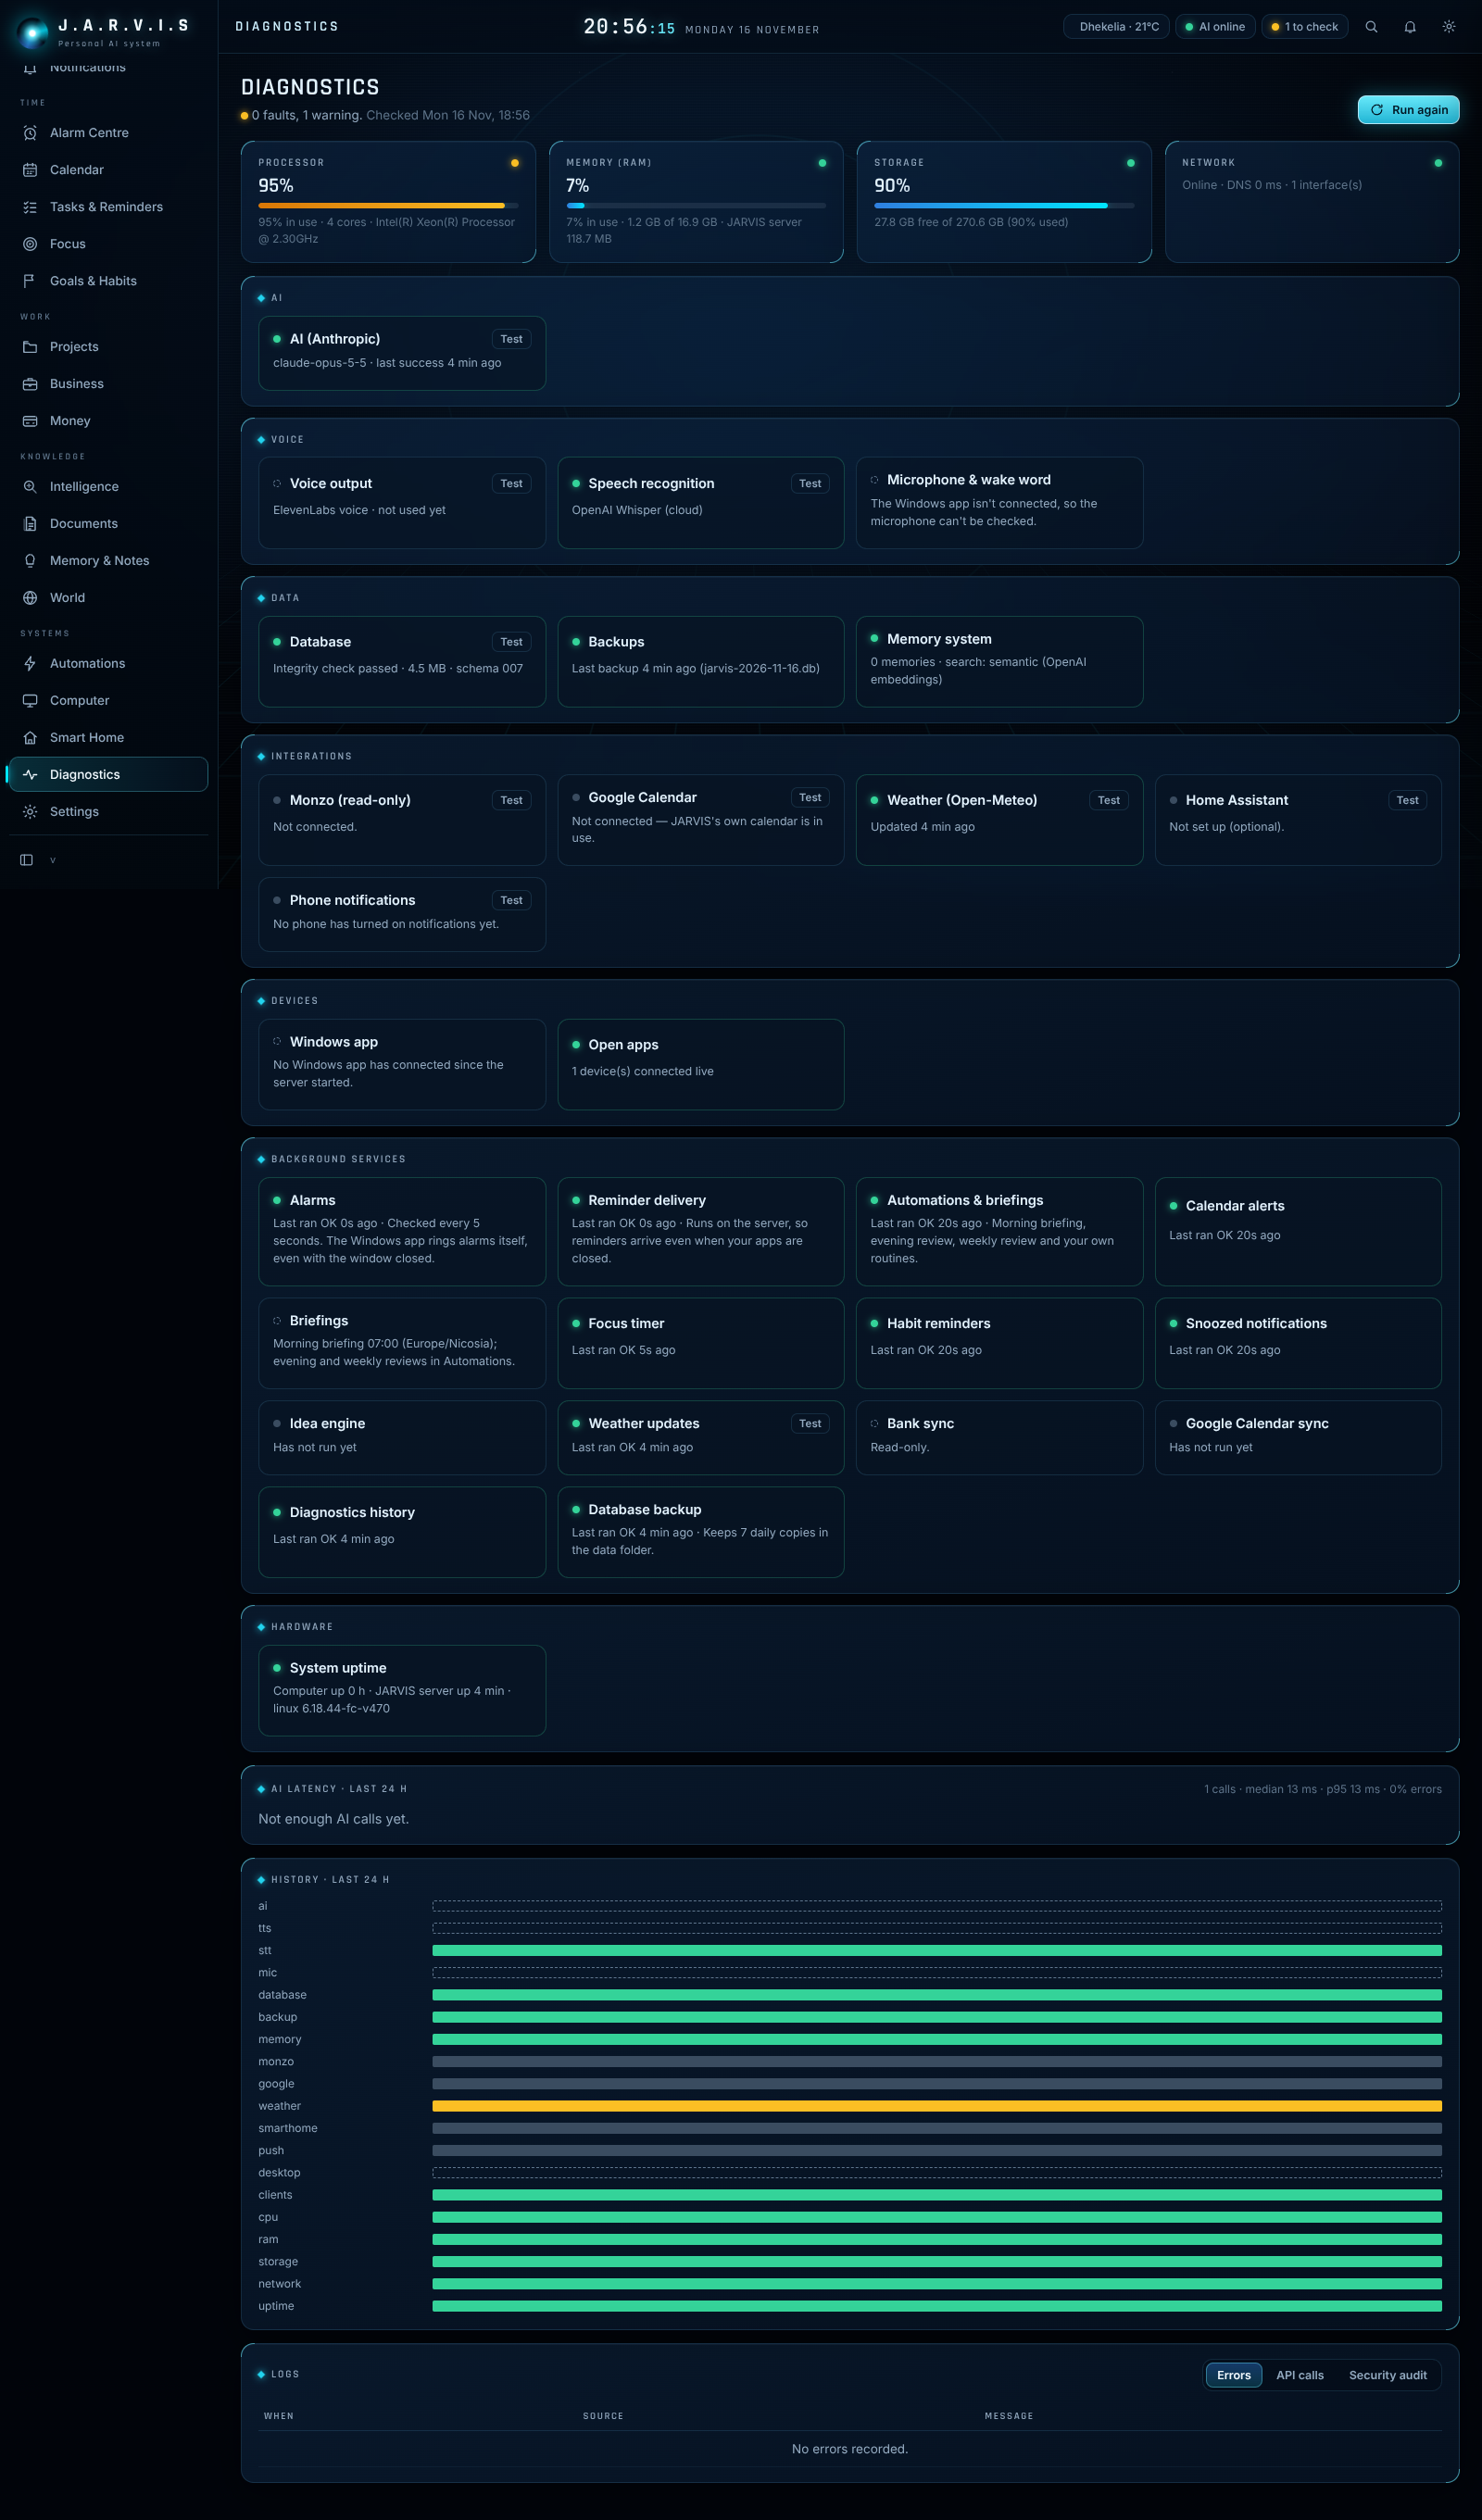 J.A.R.V.I.S
Personal AI system
Notifications
TIME
Alarm Centre
Calendar
Tasks & Reminders
Focus
Goals & Habits
WORK
Projects
Business
Money
KNOWLEDGE
Intelligence
Documents
Memory & Notes
World
SYSTEMS
Automations
Computer
Smart Home
Diagnostics
Settings
v
DIAGNOSTICS
20:56:15 MONDAY 16 NOVEMBER
Dhekelia · 21°C
AI online
1 to check
DIAGNOSTICS
0 faults, 1 warning. Checked Mon 16 Nov, 18:56
Run again
PROCESSOR
95%
95% in use · 4 cores · Intel(R) Xeon(R) Processor
@ 2.30GHz
MEMORY (RAM)
7%
7% in use · 1.2 GB of 16.9 GB · JARVIS server
118.7 MB
STORAGE
90%
27.8 GB free of 270.6 GB (90% used)
NETWORK
Online · DNS 0 ms · 1 interface(s)
AI
AI (Anthropic)
Test
claude-opus-5-5 · last success 4 min ago
VOICE
Voice output
Test
ElevenLabs voice · not used yet
Speech recognition
Test
OpenAI Whisper (cloud)
Microphone & wake word
The Windows app isn't connected, so the
microphone can't be checked.
DATA
Database
Test
Integrity check passed · 4.5 MB · schema 007
Backups
Last backup 4 min ago (jarvis-2026-11-16.db)
Memory system
0 memories · search: semantic (OpenAI
embeddings)
INTEGRATIONS
Monzo (read-only)
Test
Not connected.
Google Calendar
Test
Not connected — JARVIS's own calendar is in
use.
Weather (Open-Meteo)
Test
Updated 4 min ago
Home Assistant
Test
Not set up (optional).
Phone notifications
Test
No phone has turned on notifications yet.
DEVICES
Windows app
No Windows app has connected since the
server started.
Open apps
1 device(s) connected live
BACKGROUND SERVICES
Alarms
Last ran OK 0s ago · Checked every 5
seconds. The Windows app rings alarms itself,
even with the window closed.
Reminder delivery
Last ran OK 0s ago · Runs on the server, so
reminders arrive even when your apps are
closed.
Automations & briefings
Last ran OK 20s ago · Morning briefing,
evening review, weekly review and your own
routines.
Calendar alerts
Last ran OK 20s ago
Briefings
Morning briefing 07:00 (Europe/Nicosia);
evening and weekly reviews in Automations.
Focus timer
Last ran OK 5s ago
Habit reminders
Last ran OK 20s ago
Snoozed notifications
Last ran OK 20s ago
Idea engine
Has not run yet
Weather updates
Test
Last ran OK 4 min ago
Bank sync
Read-only.
Google Calendar sync
Has not run yet
Diagnostics history
Last ran OK 4 min ago
Database backup
Last ran OK 4 min ago · Keeps 7 daily copies in
the data folder.
HARDWARE
System uptime
Computer up 0 h · JARVIS server up 4 min ·
linux 6.18.44-fc-v470
AI LATENCY · LAST 24 H
1 calls · median 13 ms · p95 13 ms · 0% errors
Not enough AI calls yet.
HISTORY · LAST 24 H
ai
tts
stt
mic
database
backup
memory
monzo
google
weather
smarthome
push
desktop
clients
cpu
ram
storage
network
uptime
LOGS
Errors
API calls
Security audit
WHEN
SOURCE
MESSAGE
No errors recorded.